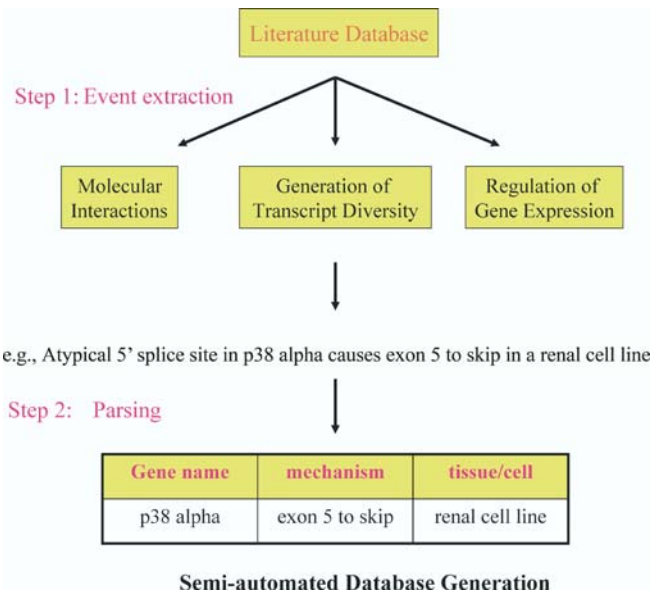 Literature Database
Step 1: Event extraction
Molecular
Interactions
Generation of
Transcript Diversity
Regulation of
Gene Expression
e.g., Atypical 5’ splice site in p38 alpha causes exon 5 to skip in a renal cell line
Step 2: Parsing
Gene name mechanism tissue/cell
p38 alpha exon 5 to skip renal cell line
Semi-automated Database Generation